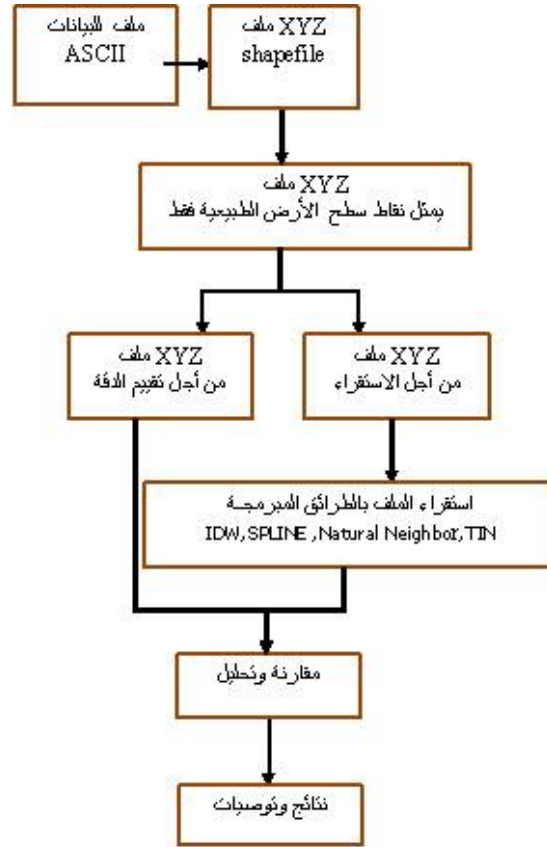 ملف للبيانات
ASCII
ملف XYZ
shapefile
ملف XYZ
يمثل نقاط سطح الأرض الطبيعية فقط
ملف XYZ
من أجل تقييم الدقة
ملف XYZ
من أجل الاستقراء
استقراء الملف بالطرائق المبرمجة
IDW, SPLINE ,Natural Neighbor,TIN
مقارنة وتحليل
نتائج وتوصيات